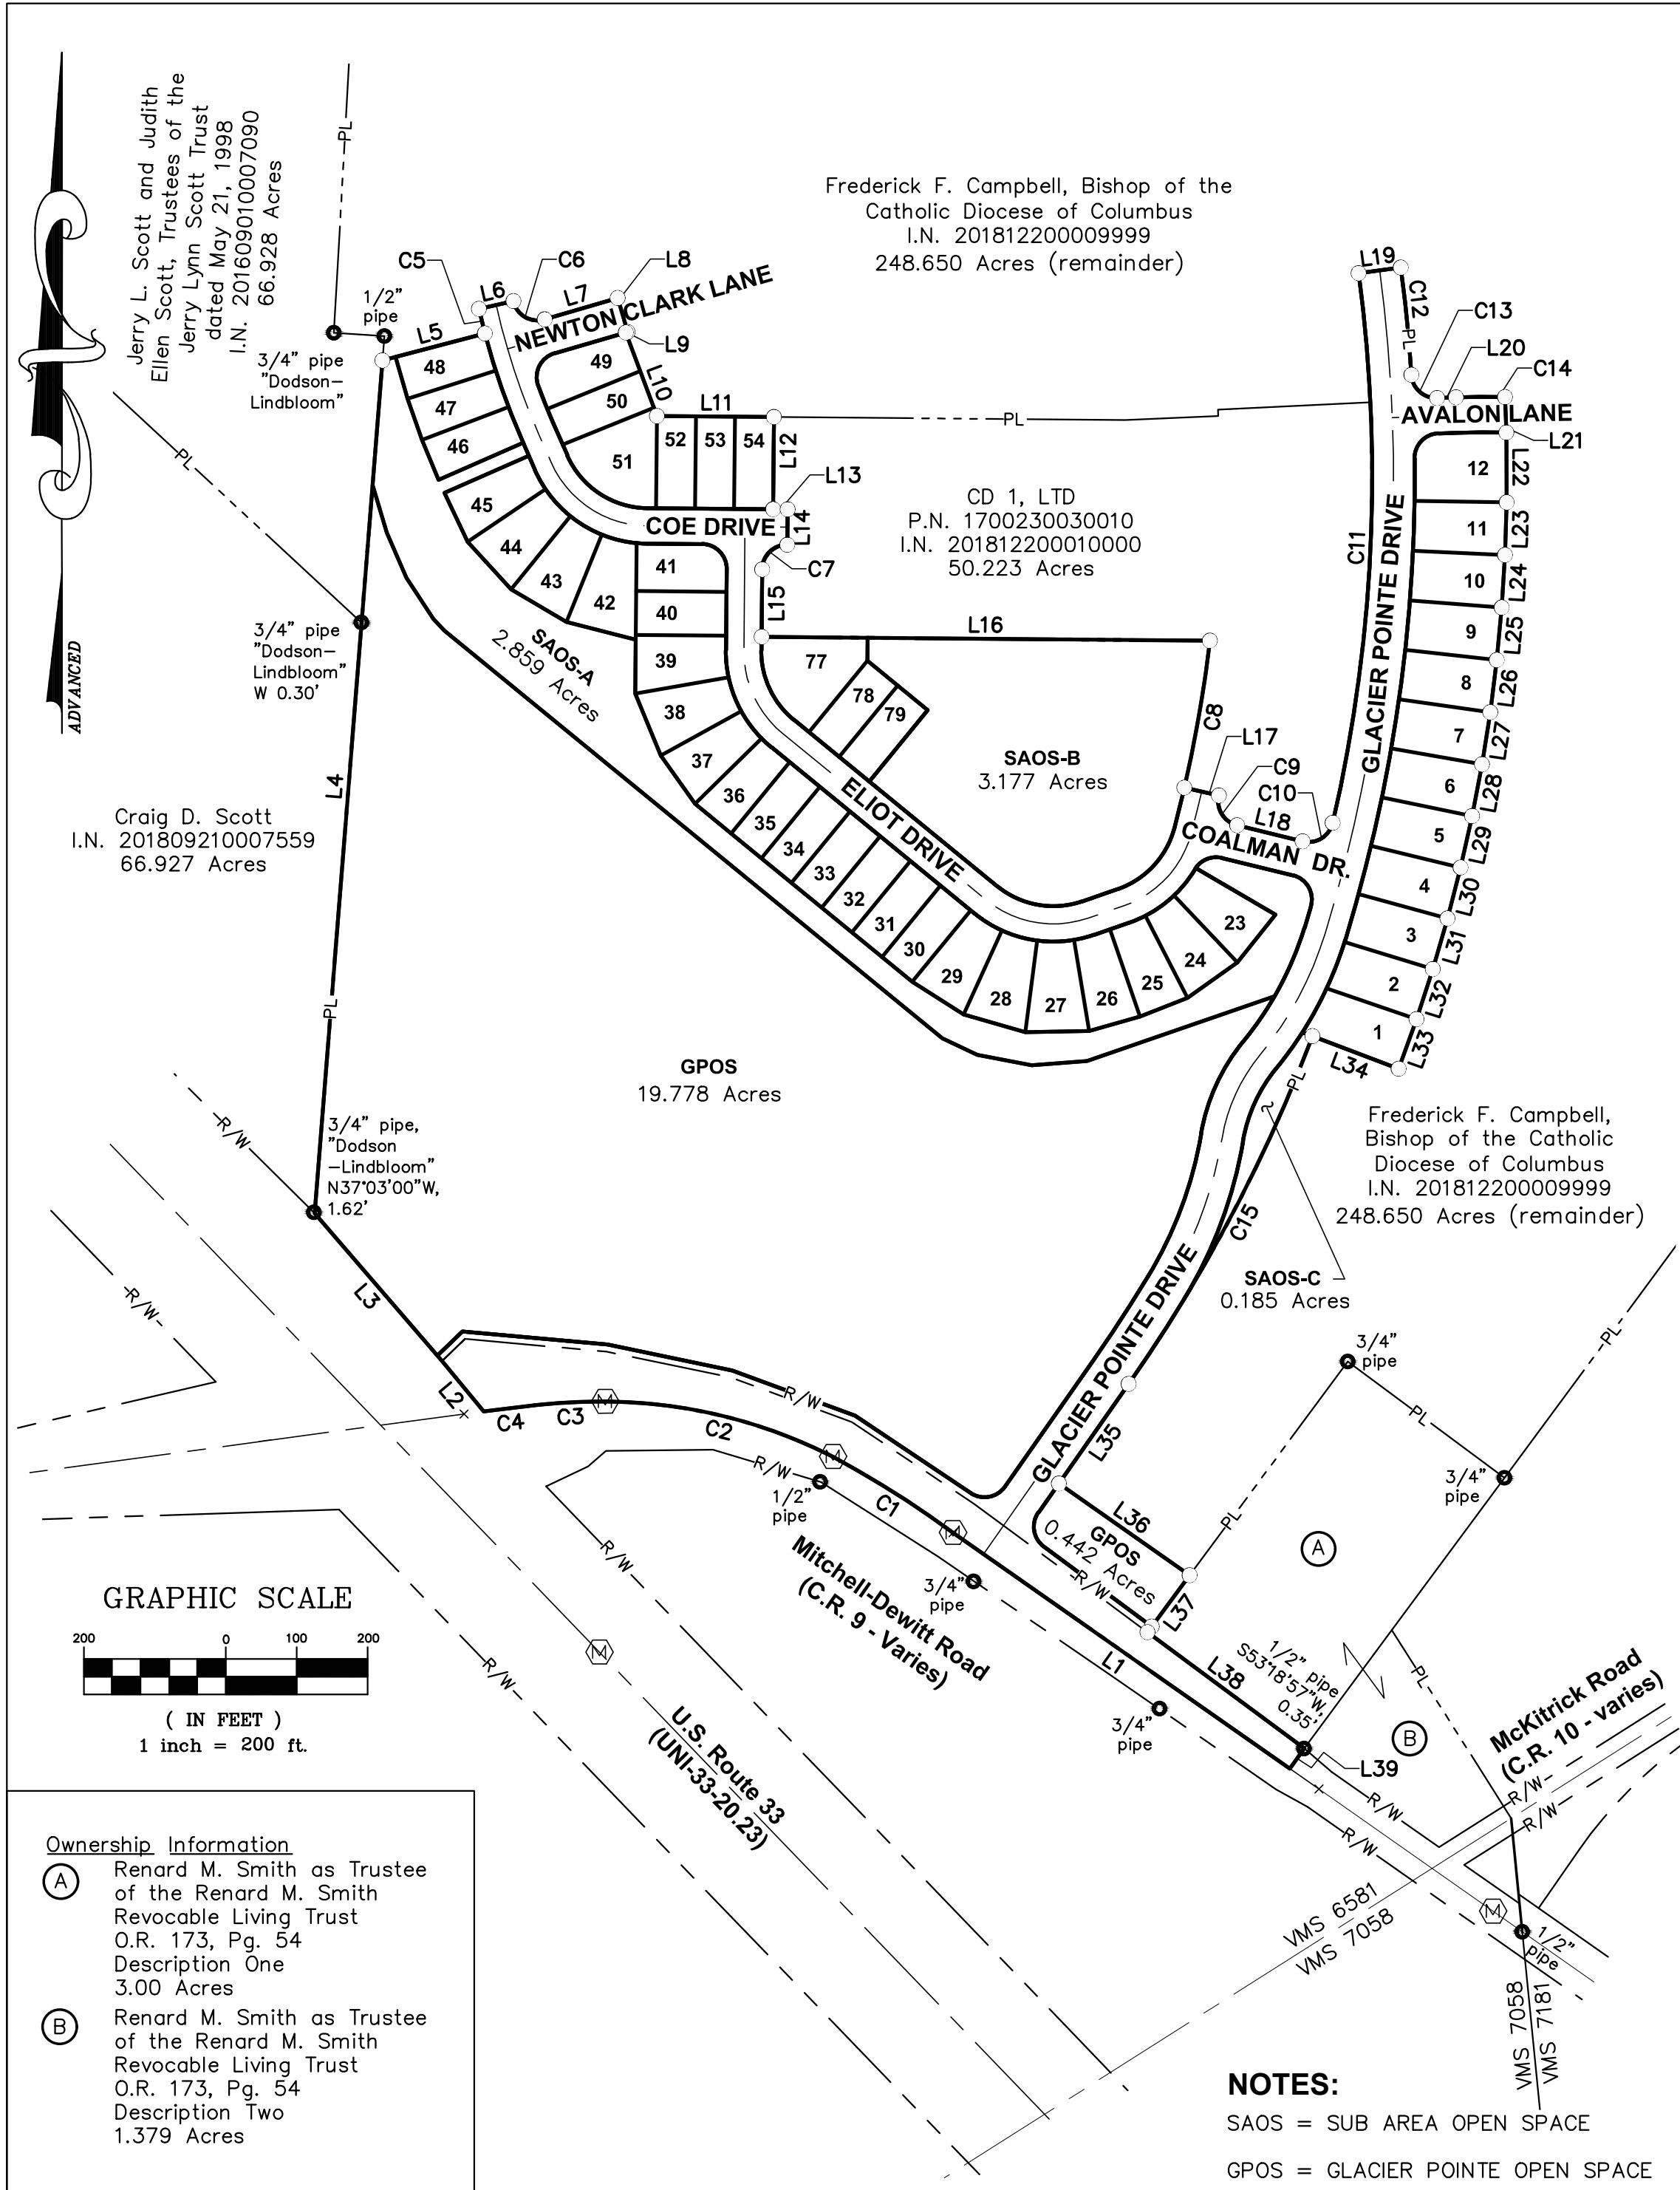 Jerry L. Scott and Judith
Ellen Scott, Trustees of the
Jerry Lynn Scott Trust
dated May 21, 1998
I.N. 201609010007090
66.928 Acres
PL
Frederick F. Campbell, Bishop of the
Catholic Diocese of Columbus
I.N. 201812200009999
248.650 Acres (remainder)
1/2"
pipe
3/4" pipe
"Dodson–
Lindbloom"
C5
L6
C6
L7
L8
NEWTON CLARK LANE
L5
L9
L10
L11
L12
L13
L14
C7
L15
L16
48
47
46
45
44
43
42
49
50
51
52
53
54
COE DRIVE
41
40
39
38
37
36
35
34
33
32
31
30
29
28
27
26
25
24
23
77
78
79
PL
PL
CD 1, LTD
P.N. 1700230030010
I.N. 201812200010000
50.223 Acres
L19
C12
PL
C13
L20
C14
AVALON LANE
L21
C11
GLACIER POINTE DRIVE
12
11
10
9
8
7
6
5
4
3
2
1
L22
L23
L24
L25
L26
L27
L28
L29
L30
L31
L32
L33
L34
ADVANCED
3/4" pipe
"Dodson–
Lindbloom"
W 0.30'
SAOS-A
2.859 Acres
SAOS-B
3.177 Acres
C8
L17
C9
C10
L18
COALMAN DR.
ELIOT DRIVE
L4
PL
Craig D. Scott
I.N. 201809210007559
66.927 Acres
GPOS
19.778 Acres
PL
Frederick F. Campbell,
Bishop of the Catholic
Diocese of Columbus
I.N. 201812200009999
248.650 Acres (remainder)
3/4" pipe,
"Dodson
–Lindbloom"
N37°03'00"W,
1.62'
R/W
R/W
L3
L2
C4
C3
C2
C1
M
M
M
R/W
R/W
1/2"
pipe
R/W
C15
SAOS-C
0.185 Acres
GLACIER POINTE DRIVE
L35
L36
GPOS
0.442 Acres
R/W
L37
L38
L1
3/4"
pipe
3/4"
pipe
PL
PL
PL
A
3/4"
pipe
Mitchell-Dewitt Road
(C.R. 9 - Varies)
3/4"
pipe
1/2" pipe
S53°18'57"W,
0.35'
PL
B
L39
McKitrick Road
(C.R. 10 - varies)
R/W
R/W
R/W
R/W
M
1/2"
pipe
GRAPHIC SCALE
200 0 100 200
( IN FEET )
1 inch = 200 ft.
M
R/W
U.S. Route 33
(UNI-33-20.23)
VMS 6581
VMS 7058
VMS 7058
VMS 7181
Ownership Information
A
Renard M. Smith as Trustee
of the Renard M. Smith
Revocable Living Trust
O.R. 173, Pg. 54
Description One
3.00 Acres
B
Renard M. Smith as Trustee
of the Renard M. Smith
Revocable Living Trust
O.R. 173, Pg. 54
Description Two
1.379 Acres
NOTES:
SAOS = SUB AREA OPEN SPACE
GPOS = GLACIER POINTE OPEN SPACE